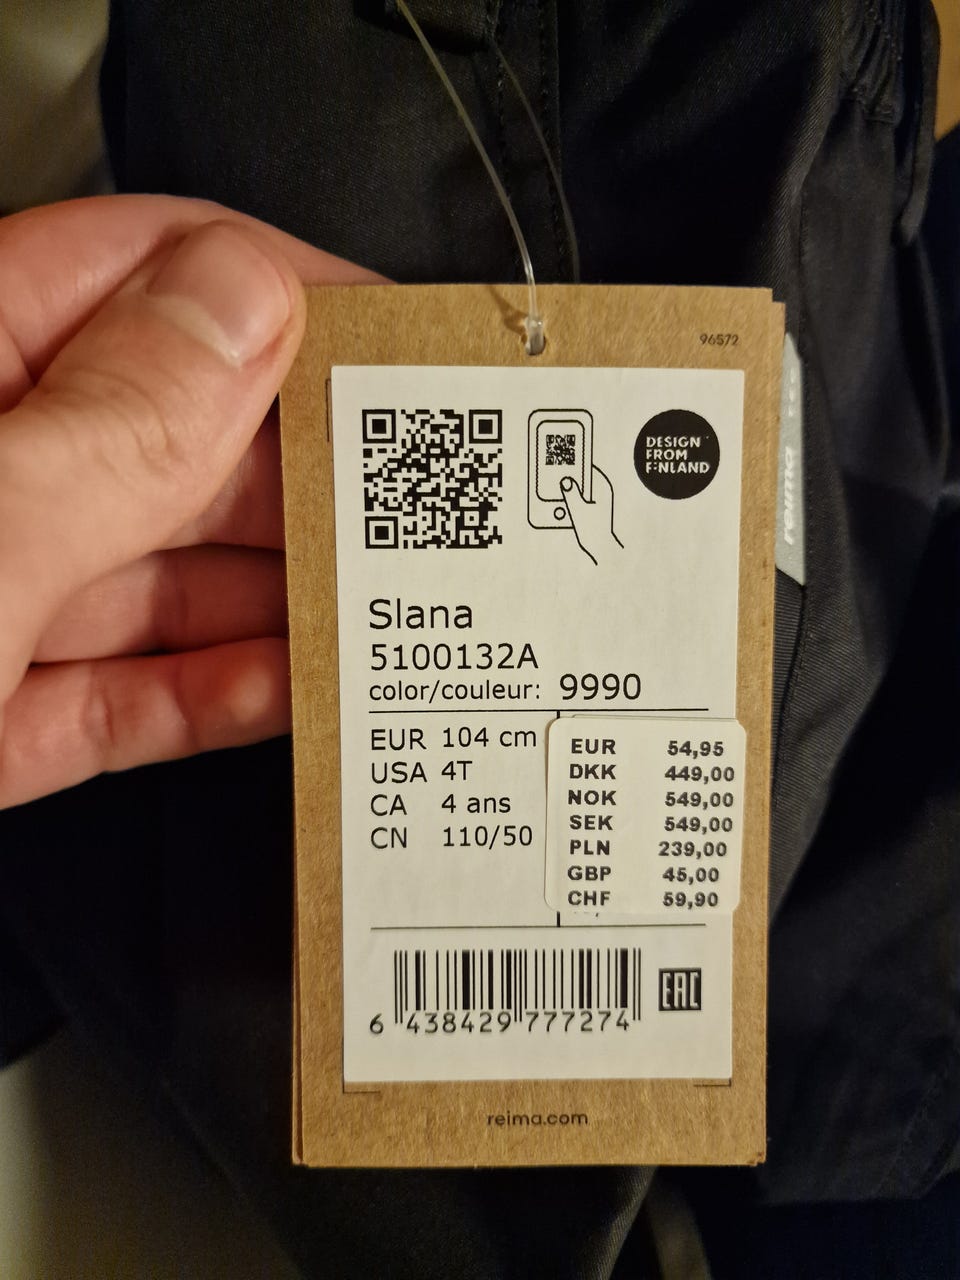 96572
DESIGN
FROM
FINLAND
reima
Slana
5100132A
color/couleur: 9990
EUR 104 cm
USA 4T
CA 4 ans
CN 110/50
EUR 54,95
DKK 449,00
NOK 549,00
SEK 549,00
PLN 239,00
GBP 45,00
CHF 59,90
6 438429 777274
EAC
reima.com